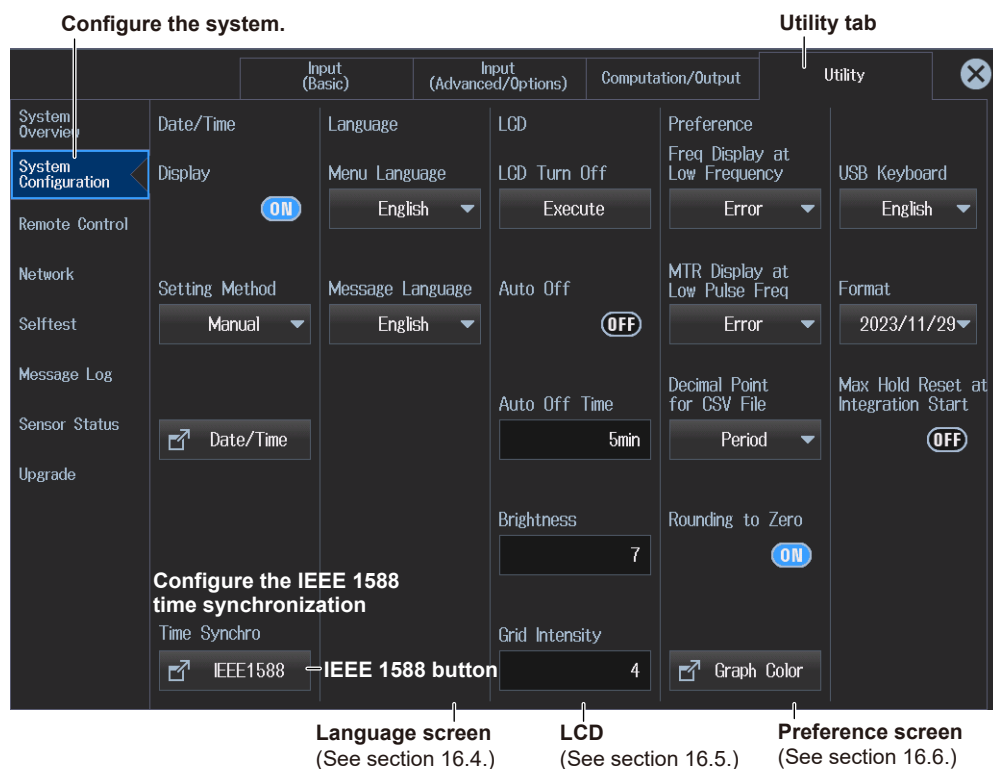 Configure the system.
Utility tab
Input
(Basic)
Input
(Advanced/Options)
Computation/Output
Utility
System
Overview
System
Configuration
Remote Control
Network
Selftest
Message Log
Sensor Status
Upgrade
Date/Time
Display
ON
Setting Method
Manual
Date/Time
Configure the IEEE 1588
time synchronization
Time Synchro
IEEE1588
IEEE 1588 button
Language
Menu Language
English
Message Language
English
LCD
LCD Turn Off
Execute
Auto Off
OFF
Auto Off Time
5min
Brightness
7
Grid Intensity
4
Preference
Freq Display at
Low Frequency
Error
MTR Display at
Low Pulse Freq
Error
Decimal Point
for CSV File
Period
Rounding to Zero
ON
Graph Color
USB Keyboard
English
Format
2023/11/29
Max Hold Reset at
Integration Start
OFF
Language screen
(See section 16.4.)
LCD
(See section 16.5.)
Preference screen
(See section 16.6.)